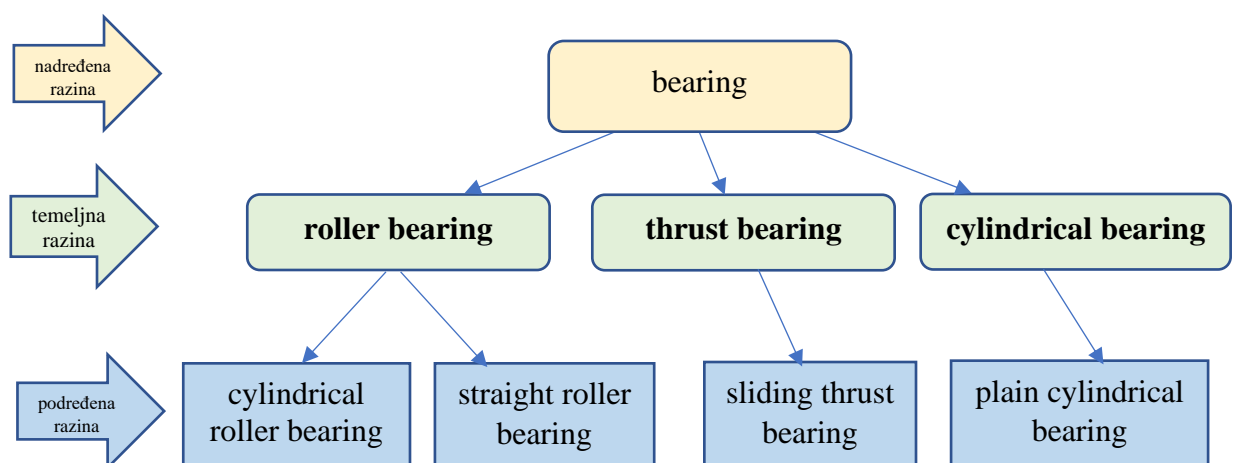 nadređena
razina
bearing
temeljna
razina
roller bearing
thrust bearing
cylindrical bearing
podređena
razina
cylindrical
roller bearing
straight roller
bearing
sliding thrust
bearing
plain cylindrical
bearing